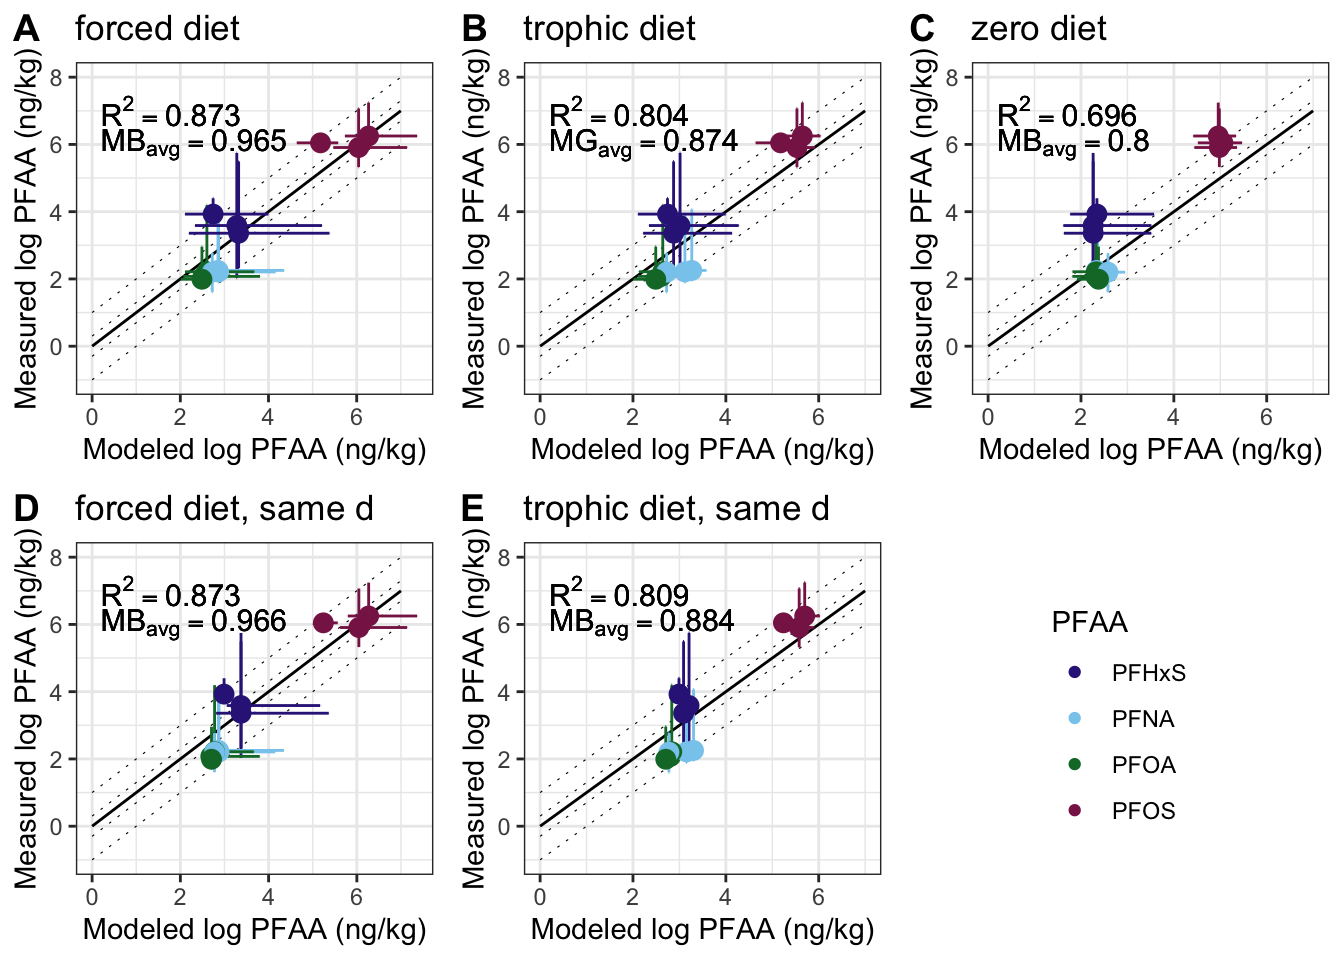 A forced diet
B trophic diet
C zero diet
Measured log PFAA (ng/kg)
8
6
4
2
0
R² = 0.873
MBavg = 0.965
0 2 4 6
Modeled log PFAA (ng/kg)
Measured log PFAA (ng/kg)
8
6
4
2
0
R² = 0.804
MGavg = 0.874
0 2 4 6
Modeled log PFAA (ng/kg)
Measured log PFAA (ng/kg)
8
6
4
2
0
R² = 0.696
MBavg = 0.8
0 2 4 6
Modeled log PFAA (ng/kg)
D forced diet, same d
E trophic diet, same d
Measured log PFAA (ng/kg)
8
6
4
2
0
R² = 0.873
MBavg = 0.966
0 2 4 6
Modeled log PFAA (ng/kg)
Measured log PFAA (ng/kg)
8
6
4
2
0
R² = 0.809
MBavg = 0.884
0 2 4 6
Modeled log PFAA (ng/kg)
PFAA
PFHxS
PFNA
PFOA
PFOS